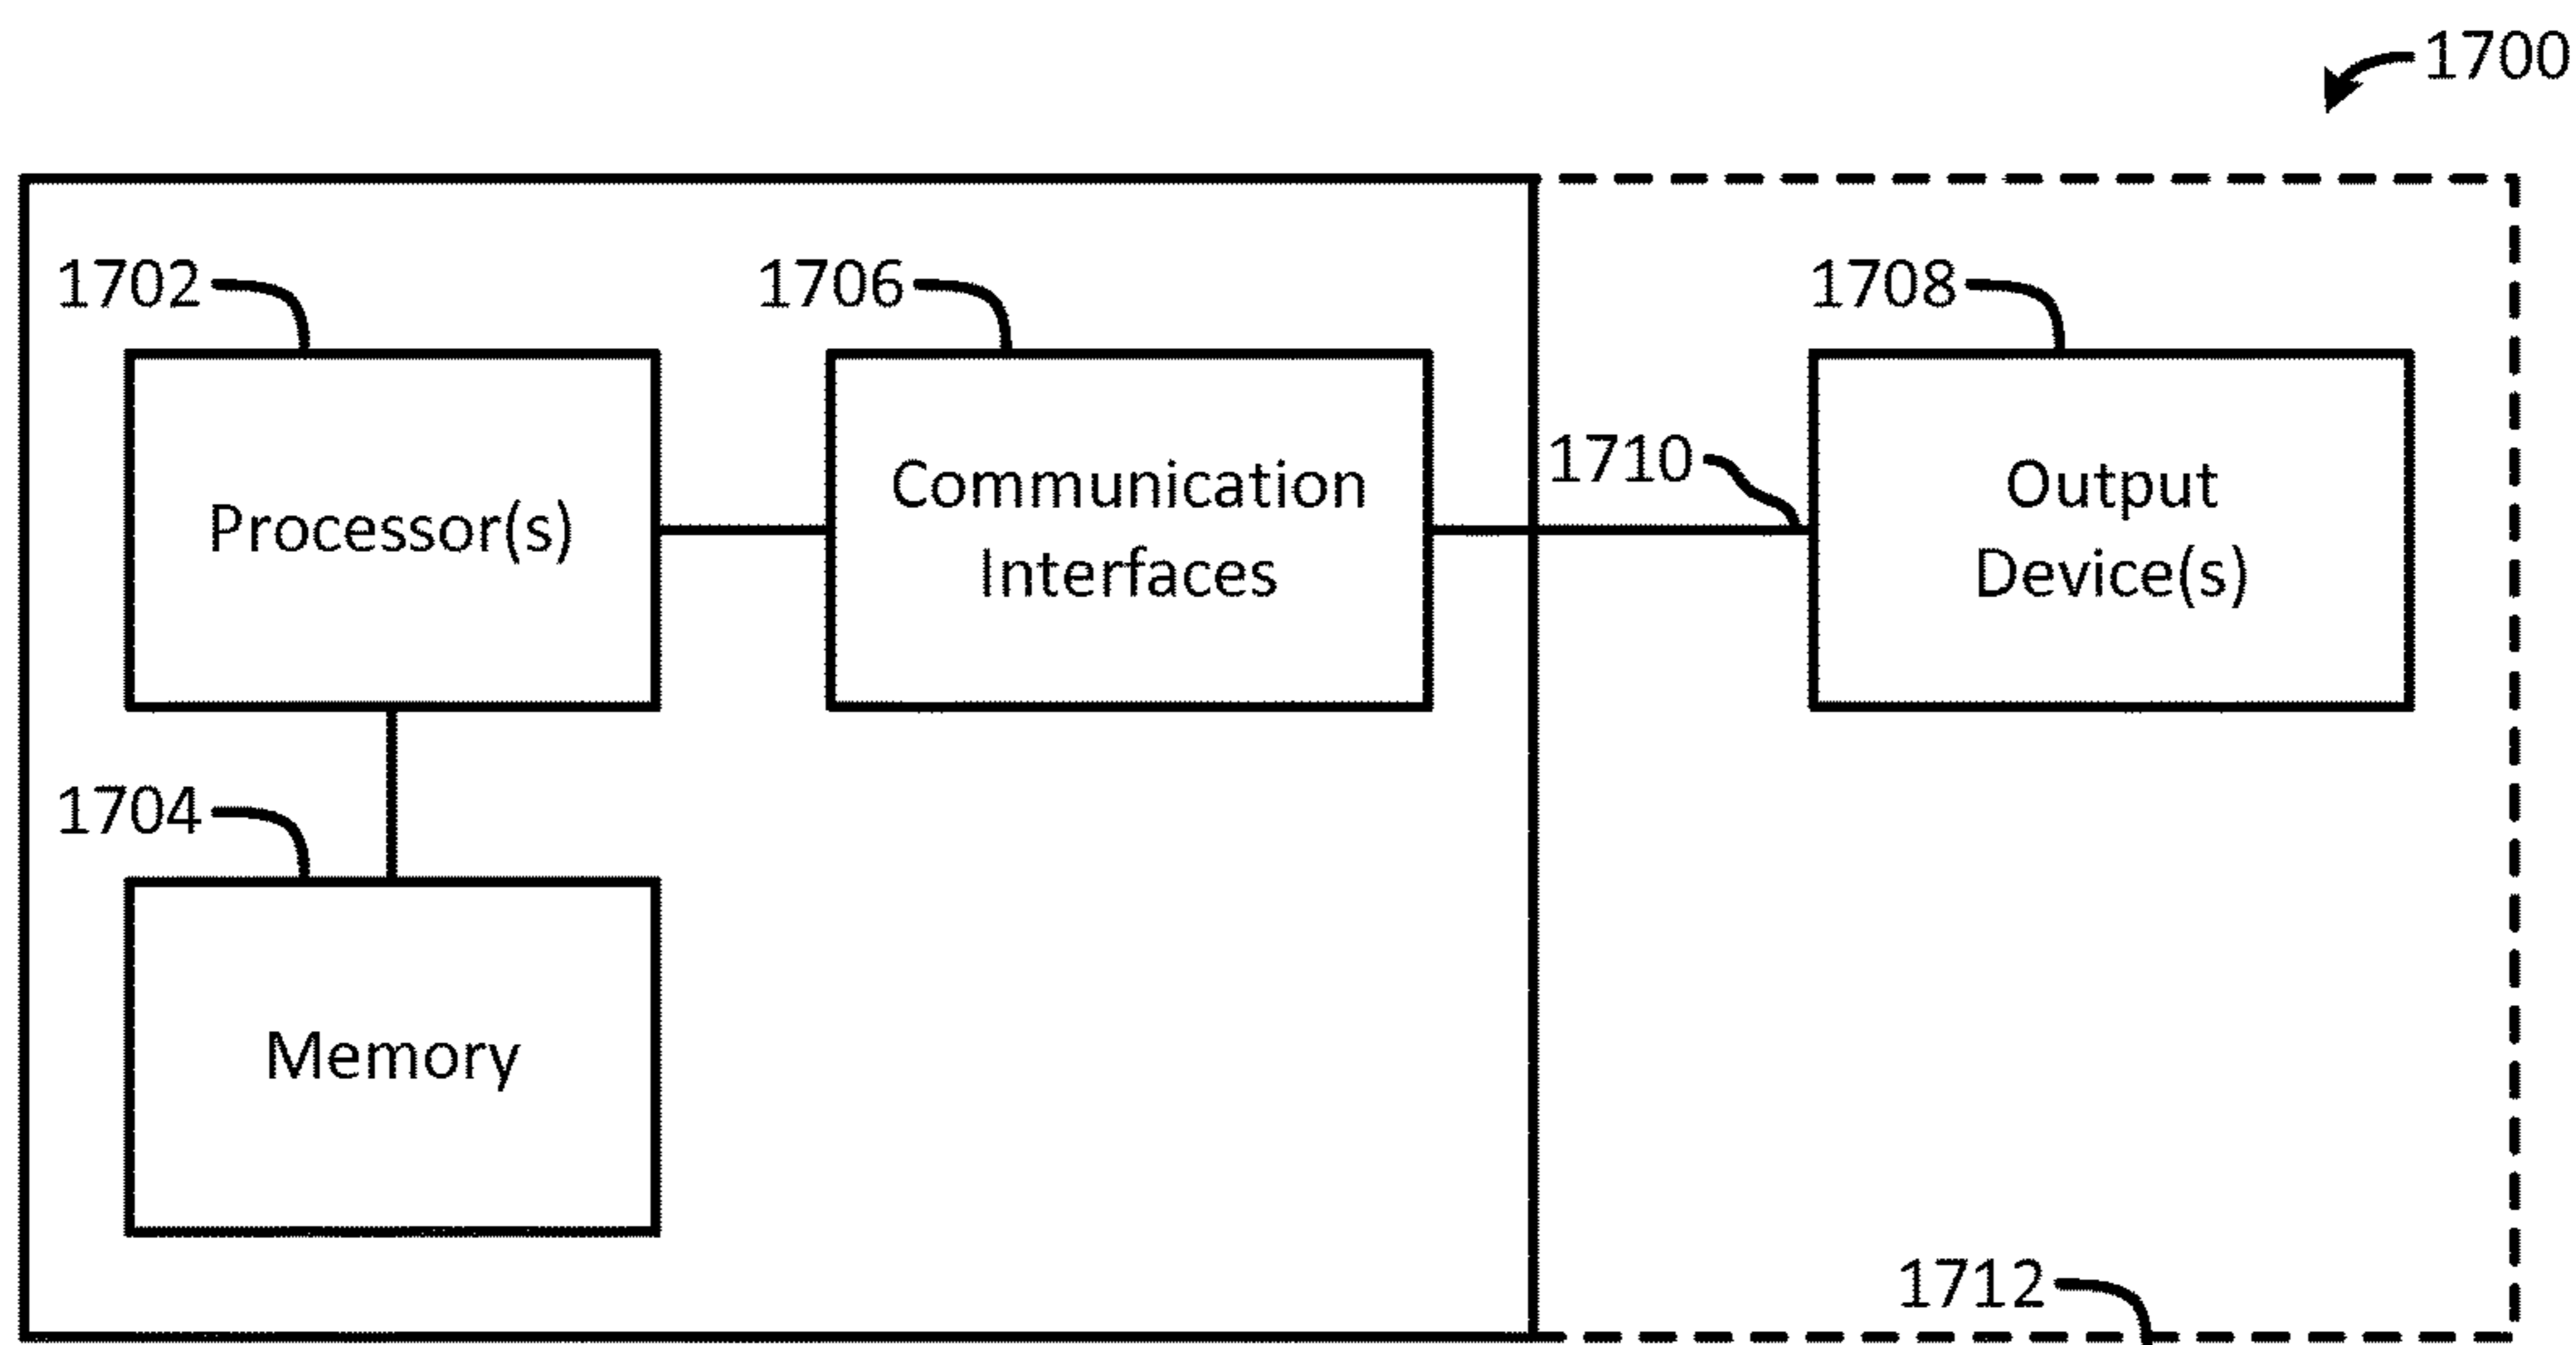 1700
1702
1706
1708
Processor(s)
Communication
Interfaces
1710
Output
Device(s)
1704
Memory
1712